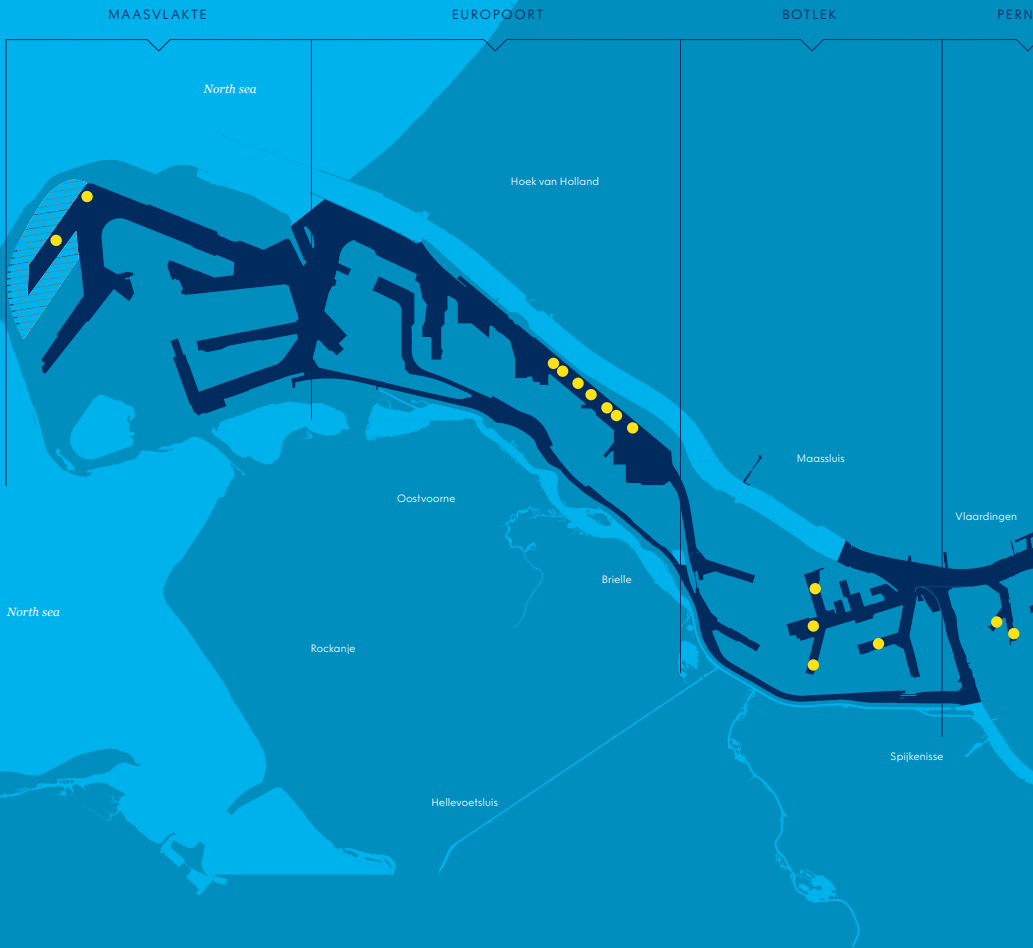 MAASVLAKTE
EUROPOORT
BOTLEK
PERN
North sea
Hoek van Holland
Maassluis
Oostvoorne
Vlaardingen
Brielle
North sea
Rockanje
Spijkenisse
Hellevoetsluis